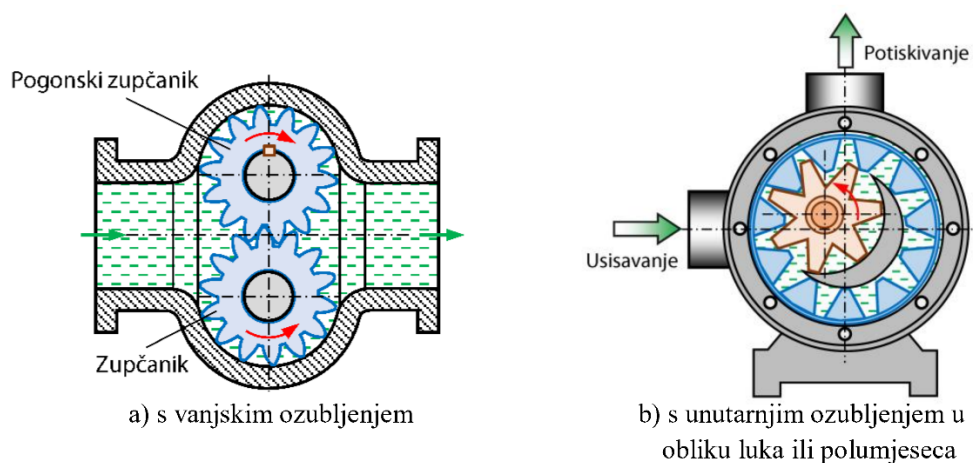 Pogonski zupčanik
Zupčanik
a) s vanjskim ozubljenjem
Potiskivanje
Usisavanje
b) s unutarnjim ozubljenjem u
obliku luka ili polumjeseca